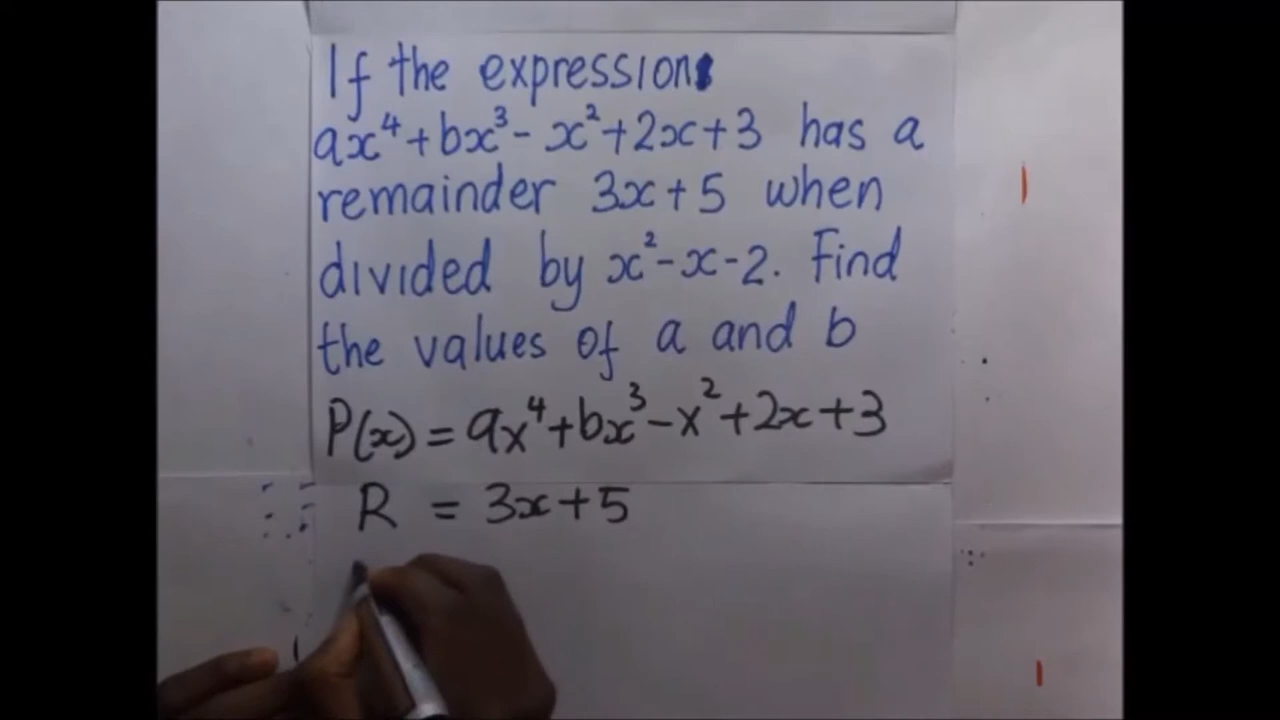 If the expression
ax⁴+bx³- x²+2x+3 has a
remainder 3x+5 when
divided by x²-x-2. Find
the values of a and b
P(x)=ax⁴+bx³-x²+2x+3
R = 3x+5